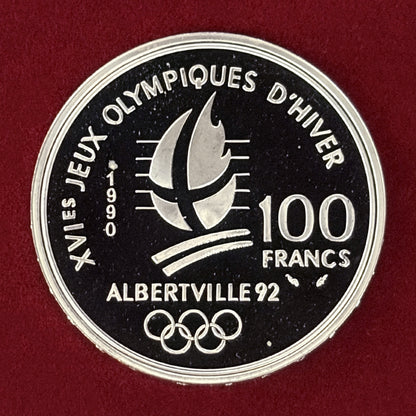 XVIes JEUX OLYMPIQUES D'HIVER
1990
100
FRANCS
ALBERTVILLE 92